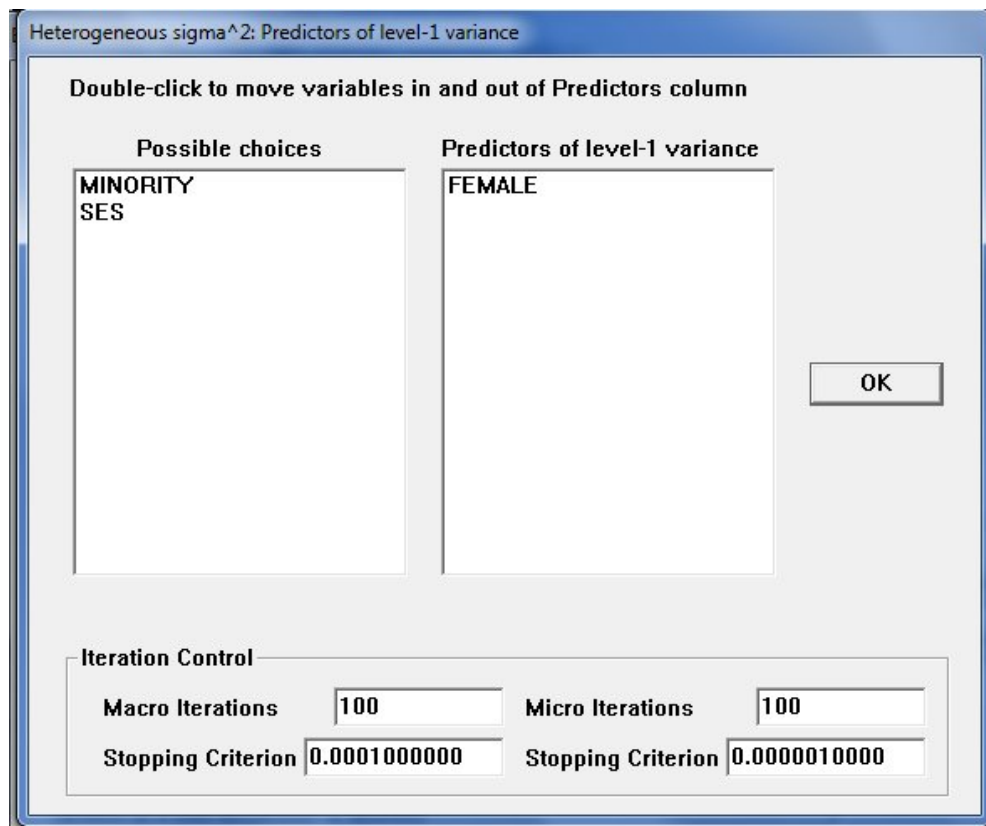 Heterogeneous sigma^2: Predictors of level-1 variance
Double-click to move variables in and out of Predictors column
Possible choices
Predictors of level-1 variance
MINORITY
SES
FEMALE
OK
Iteration Control
Macro Iterations 100
Micro Iterations 100
Stopping Criterion 0.0001000000
Stopping Criterion 0.0000010000